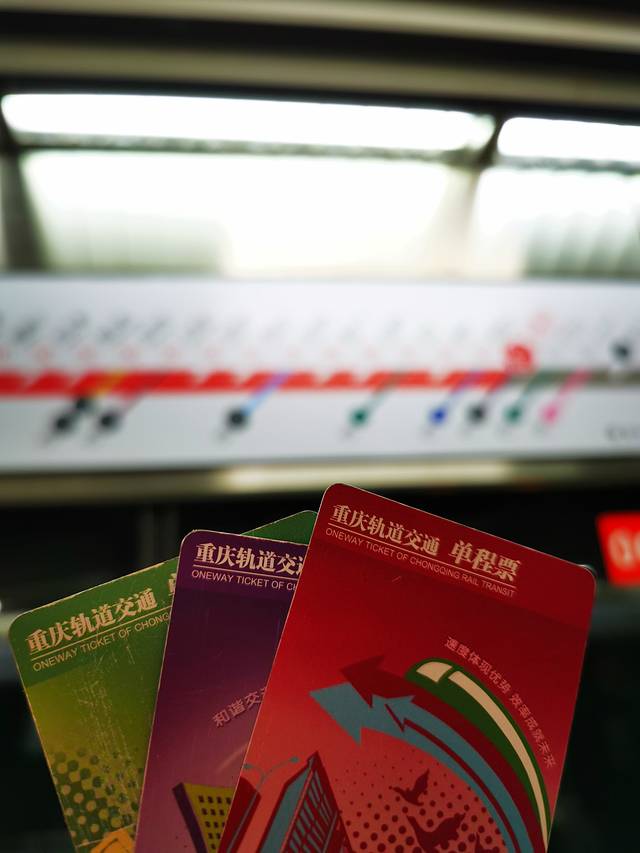 重庆轨道交通
ONEWAY TICKET OF CHONG
重庆轨道交
ONEWAY TICKET OF C
和谐交
重庆轨道交通 单程票
ONEWAY TICKET OF CHONGQING RAIL TRANSIT
速度体现优势 效率成就未来